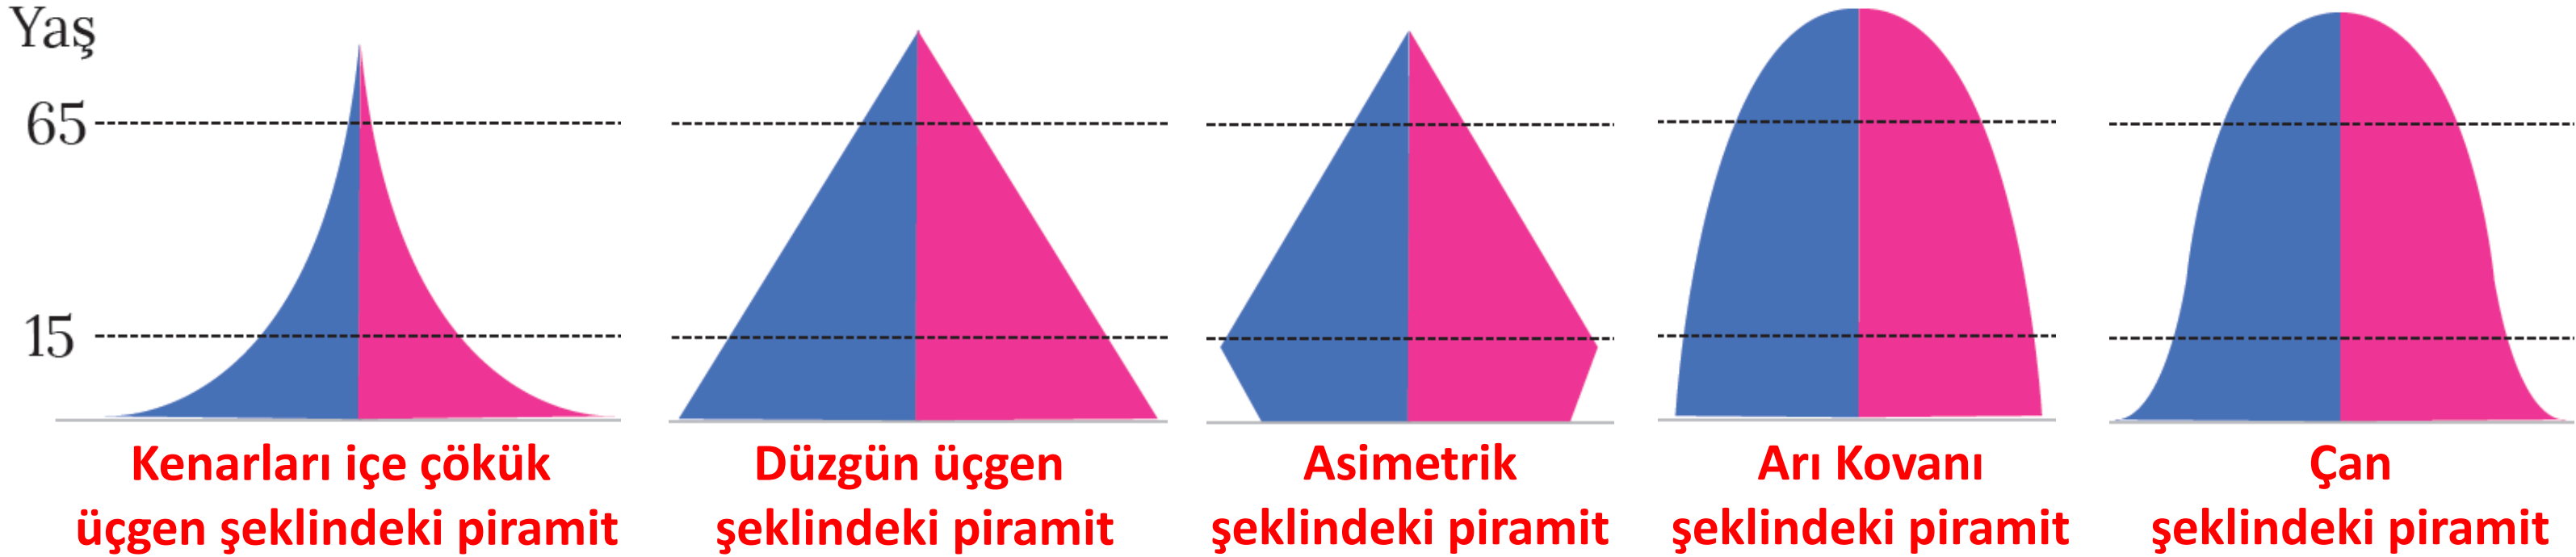 Yaş
65
15
Kenarları içe çökük
üçgen şeklindeki piramit
Düzgün üçgen
şeklindeki piramit
Asimetrik
şeklindeki piramit
Arı Kovanı
şeklindeki piramit
Çan
şeklindeki piramit